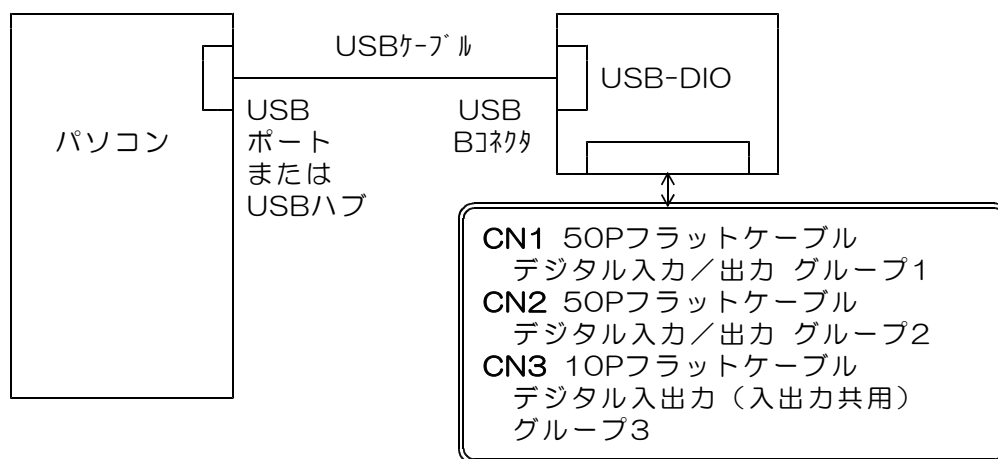 USBｹｰﾌﾞﾙ
USB-DIO
パソコン
USB
ポート
または
USBハブ
USB
Bｺﾈｸﾀ
CN1 50Pフラットケーブル
デジタル入力／出力 グループ1
CN2 50Pフラットケーブル
デジタル入力／出力 グループ2
CN3 10Pフラットケーブル
デジタル入出力（入出力共用）
グループ3